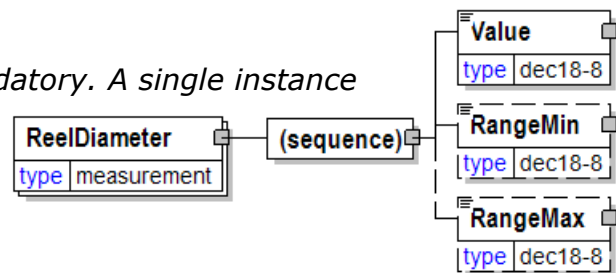 Value
type dec18-8
datory. A single instance
ReelDiameter
type measurement
(sequence)
RangeMin
type dec18-8
RangeMax
type dec18-8